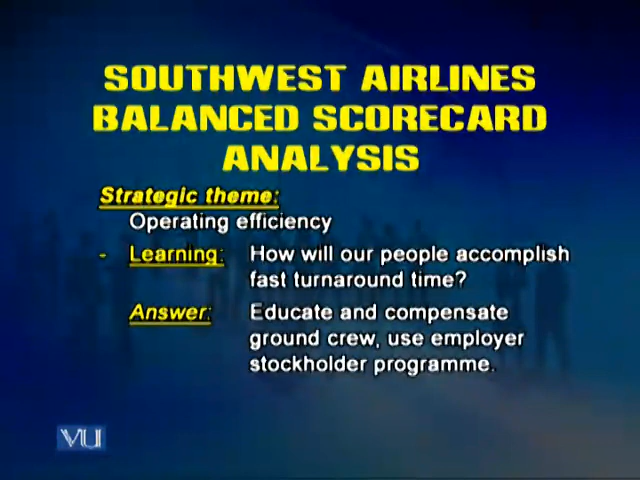 SOUTHWEST AIRLINES
BALANCED SCORECARD
ANALYSIS
Strategic theme:
Operating efficiency
- Learning: How will our people accomplish
fast turnaround time?
Answer: Educate and compensate
ground crew, use employer
stockholder programme.
VU